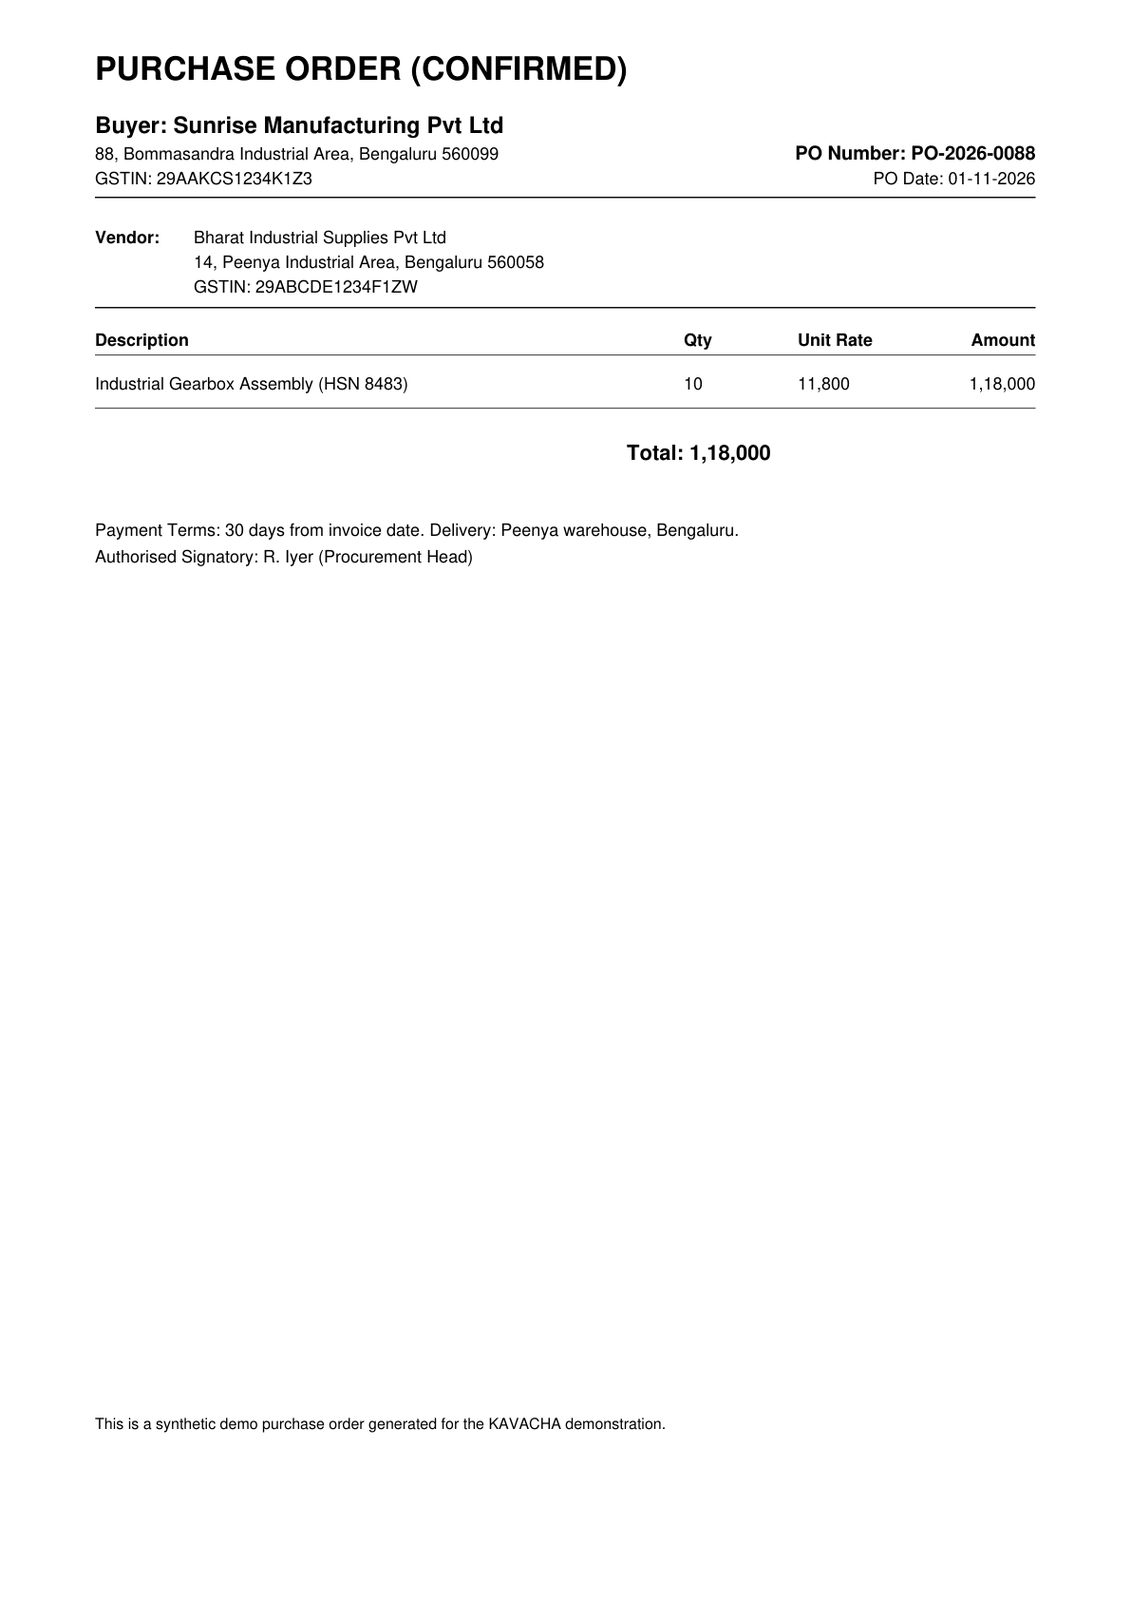 PURCHASE ORDER (CONFIRMED)
Buyer: Sunrise Manufacturing Pvt Ltd
88, Bommasandra Industrial Area, Bengaluru 560099
PO Number: PO-2026-0088
GSTIN: 29AAKCS1234K1Z3
PO Date: 01-11-2026
Vendor: Bharat Industrial Supplies Pvt Ltd
14, Peenya Industrial Area, Bengaluru 560058
GSTIN: 29ABCDE1234F1ZW
Description Qty Unit Rate Amount
Industrial Gearbox Assembly (HSN 8483) 10 11,800 1,18,000
Total: 1,18,000
Payment Terms: 30 days from invoice date. Delivery: Peenya warehouse, Bengaluru.
Authorised Signatory: R. Iyer (Procurement Head)
This is a synthetic demo purchase order generated for the KAVACHA demonstration.